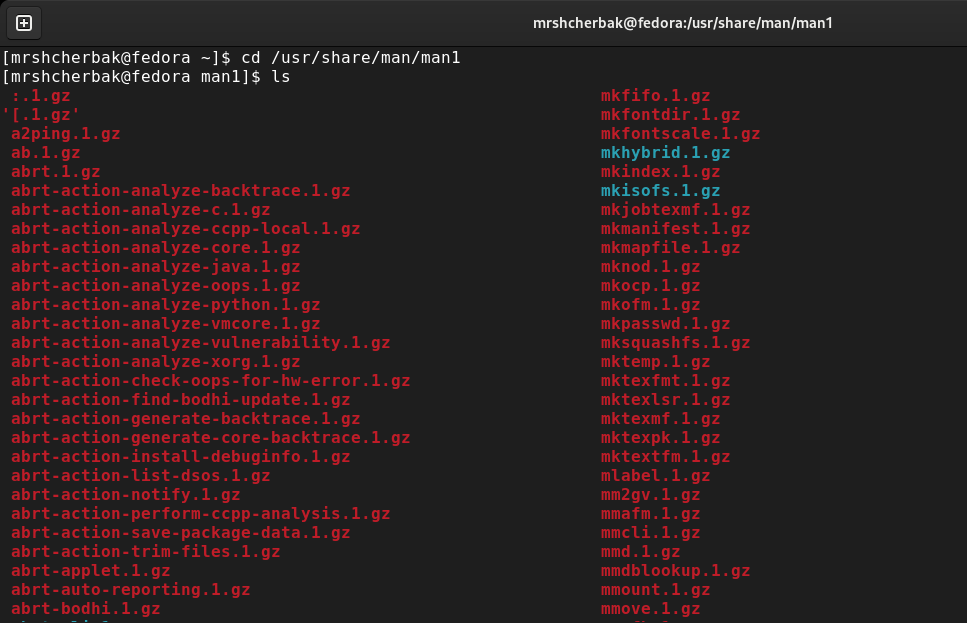 mrshcherbak@fedora:/usr/share/man/man1
[mrshcherbak@fedora ~]$ cd /usr/share/man/man1
[mrshcherbak@fedora man1]$ ls
:.1.gz mkfifo.1.gz
'[.1.gz' mkfontdir.1.gz
a2ping.1.gz mkfontscale.1.gz
ab.1.gz mkhybrid.1.gz
abrt.1.gz mkindex.1.gz
abrt-action-analyze-backtrace.1.gz mkisofs.1.gz
abrt-action-analyze-c.1.gz mkjobtexmf.1.gz
abrt-action-analyze-ccpp-local.1.gz mkmanifest.1.gz
abrt-action-analyze-core.1.gz mkmapfile.1.gz
abrt-action-analyze-java.1.gz mknod.1.gz
abrt-action-analyze-oops.1.gz mkocp.1.gz
abrt-action-analyze-python.1.gz mkofm.1.gz
abrt-action-analyze-vmcore.1.gz mkpasswd.1.gz
abrt-action-analyze-vulnerability.1.gz mksquashfs.1.gz
abrt-action-analyze-xorg.1.gz mktemp.1.gz
abrt-action-check-oops-for-hw-error.1.gz mktexfmt.1.gz
abrt-action-find-bodhi-update.1.gz mktexlsr.1.gz
abrt-action-generate-backtrace.1.gz mktexmf.1.gz
abrt-action-generate-core-backtrace.1.gz mktexpk.1.gz
abrt-action-install-debuginfo.1.gz mktextfm.1.gz
abrt-action-list-dsos.1.gz mlabel.1.gz
abrt-action-notify.1.gz mm2gv.1.gz
abrt-action-perform-ccpp-analysis.1.gz mmafm.1.gz
abrt-action-save-package-data.1.gz mmcli.1.gz
abrt-action-trim-files.1.gz mmd.1.gz
abrt-applet.1.gz mmdblookup.1.gz
abrt-auto-reporting.1.gz mmount.1.gz
abrt-bodhi.1.gz mmove.1.gz